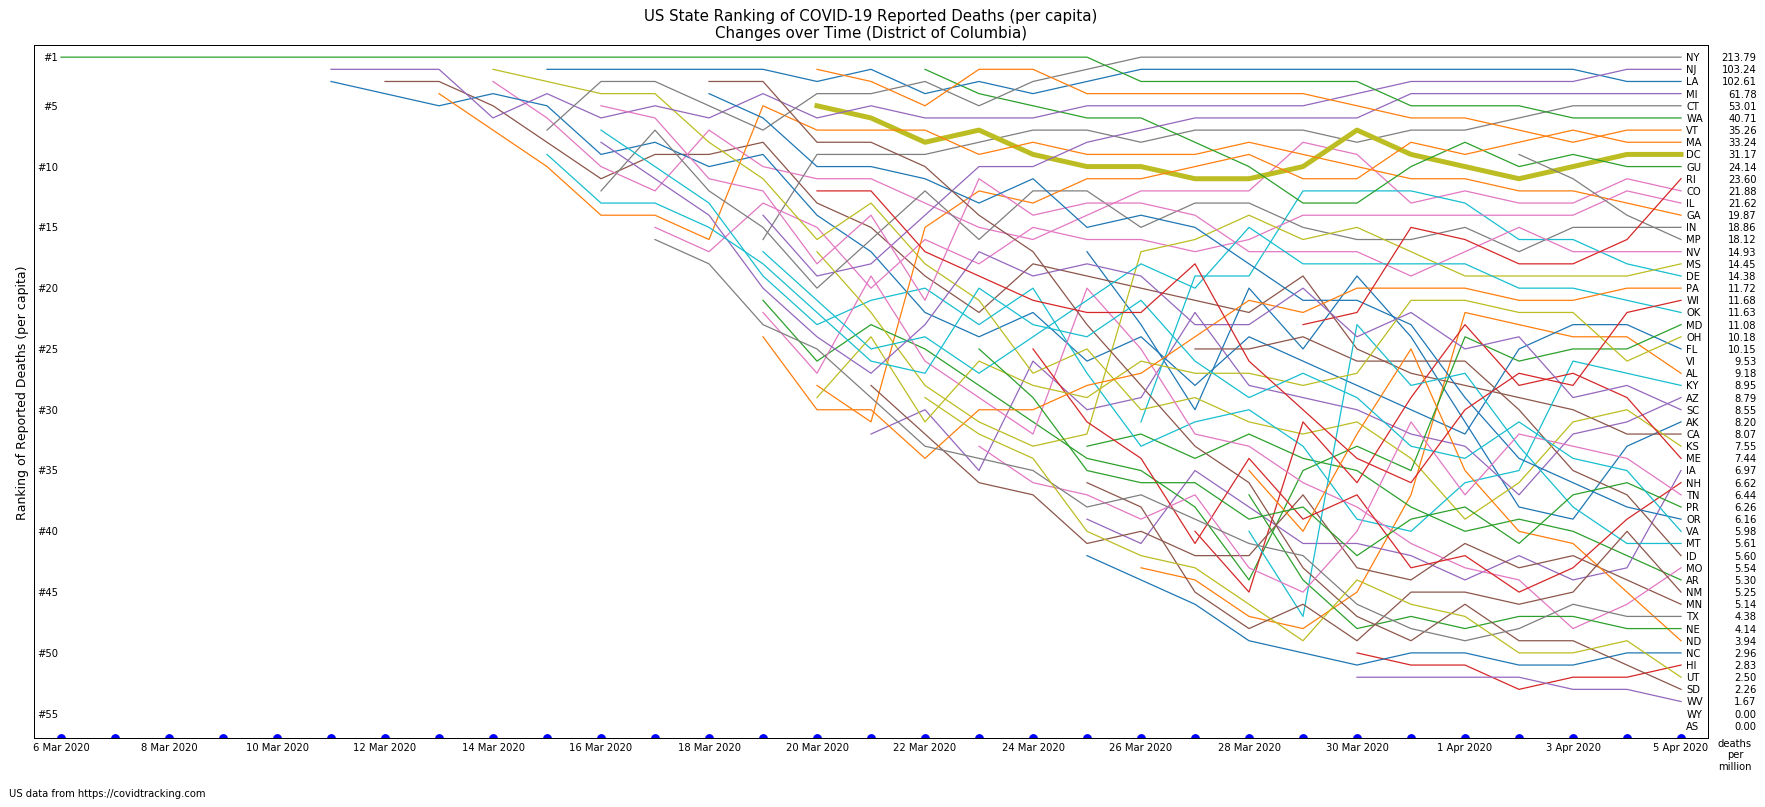 US State Ranking of COVID-19 Reported Deaths (per capita)
Changes over Time (District of Columbia)
Ranking of Reported Deaths (per capita)
#1
#5
#10
#15
#20
#25
#30
#35
#40
#45
#50
#55
NY 213.79
NJ 103.24
LA 102.61
MI 61.78
CT 53.01
WA 40.71
VT 35.26
MA 33.24
DC 31.17
GU 24.14
RI 23.60
CO 21.88
IL 21.62
GA 19.87
IN 18.86
MP 18.12
NV 14.93
MS 14.45
DE 14.38
PA 11.72
WI 11.68
OK 11.63
MD 11.08
OH 10.18
FL 10.15
VI 9.53
AL 9.18
KY 8.95
AZ 8.79
SC 8.55
AK 8.20
CA 8.07
KS 7.55
ME 7.44
IA 6.97
NH 6.62
TN 6.44
PR 6.26
OR 6.16
VA 5.98
MT 5.61
ID 5.60
MO 5.54
AR 5.30
NM 5.25
MN 5.14
TX 4.38
NE 4.14
ND 3.94
NC 2.96
HI 2.83
UT 2.50
SD 2.26
WV 1.67
WY 0.00
AS 0.00
6 Mar 2020 8 Mar 2020 10 Mar 2020 12 Mar 2020 14 Mar 2020 16 Mar 2020 18 Mar 2020 20 Mar 2020 22 Mar 2020 24 Mar 2020 26 Mar 2020 28 Mar 2020 30 Mar 2020 1 Apr 2020 3 Apr 2020 5 Apr 2020
deaths
per
million
US data from https://covidtracking.com